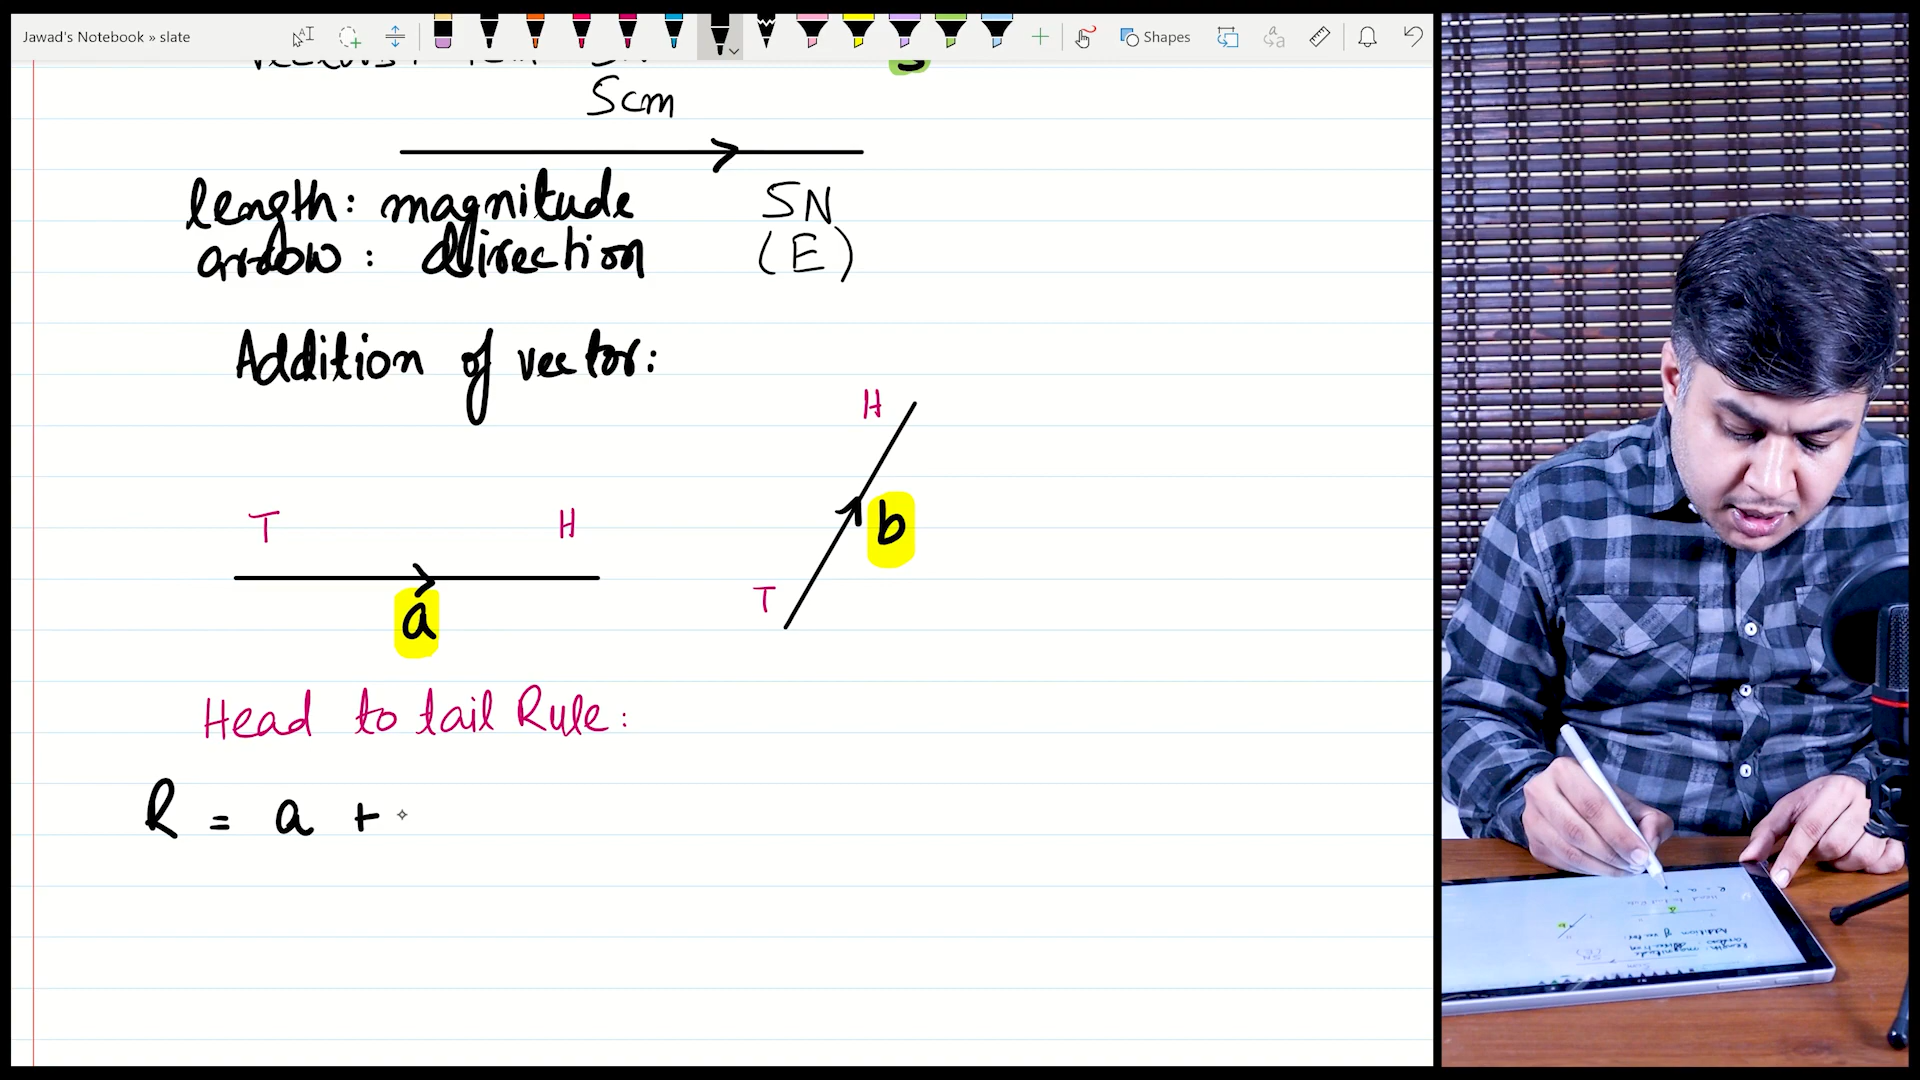 Jawad's Notebook » slate
Shapes
5cm
length: magnitude 5N
arrow: direction (E)
Addition of vector:
H
T H
b
T
a
Head to tail Rule:
R = a +